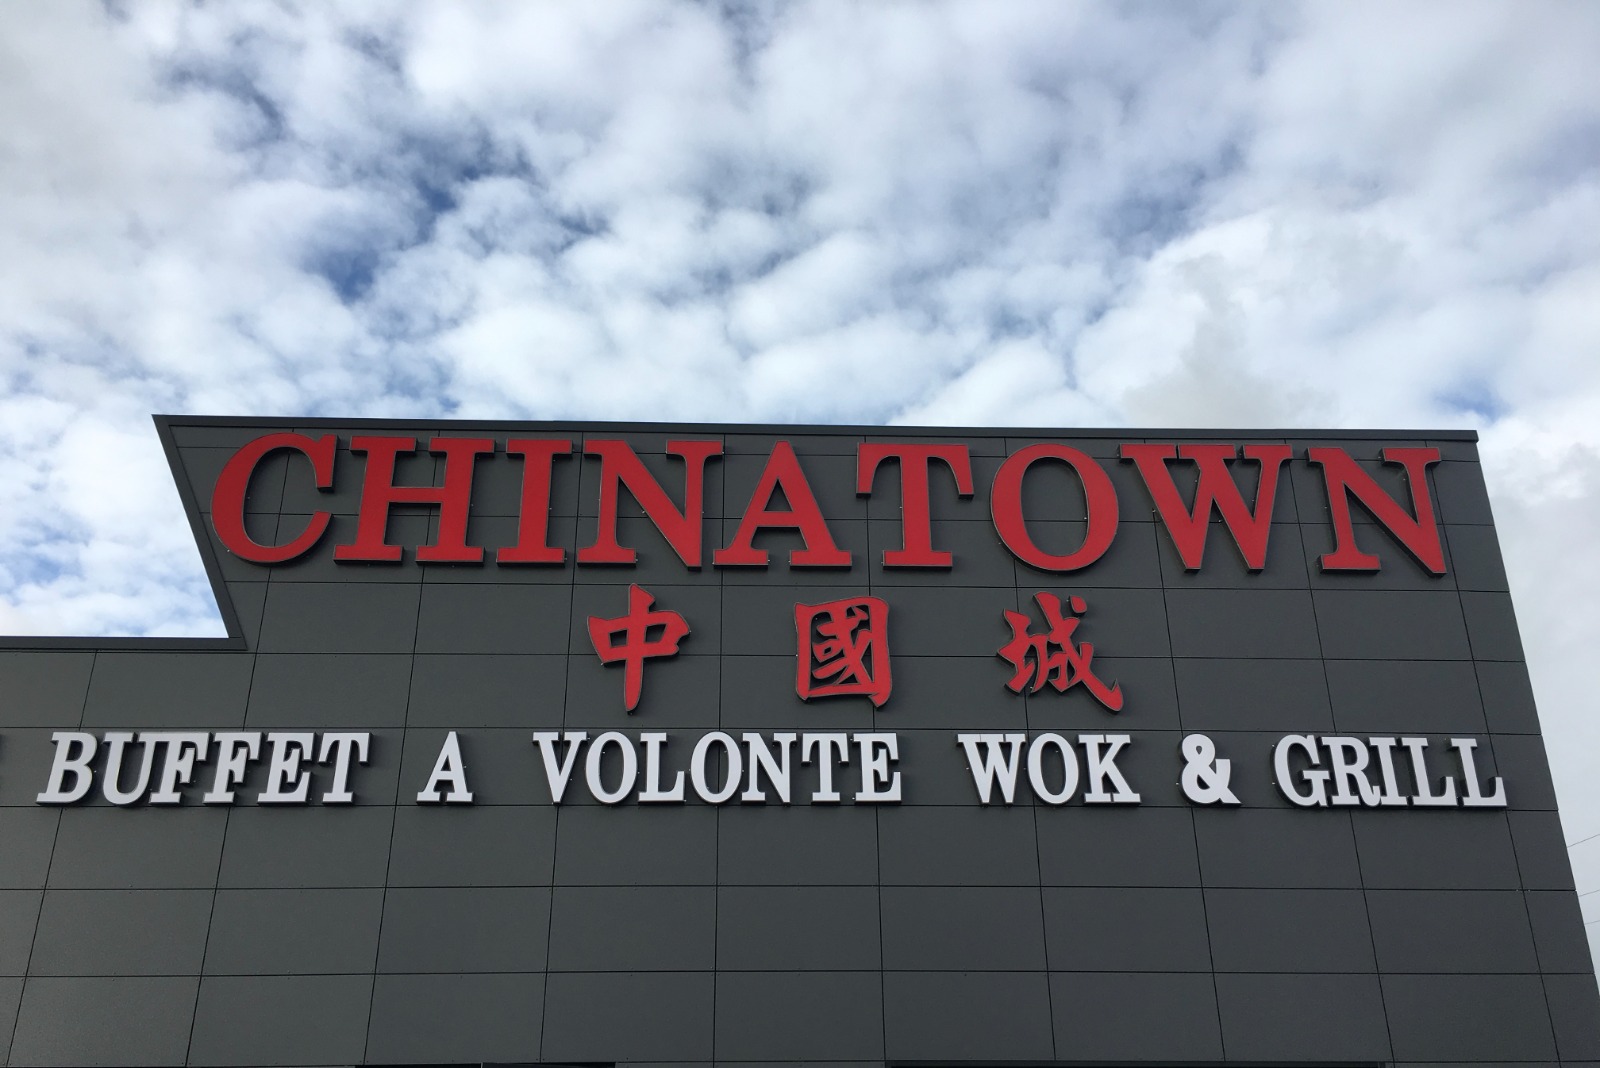 CHINATOWN
中國城
BUFFET A VOLONTE WOK & GRILL